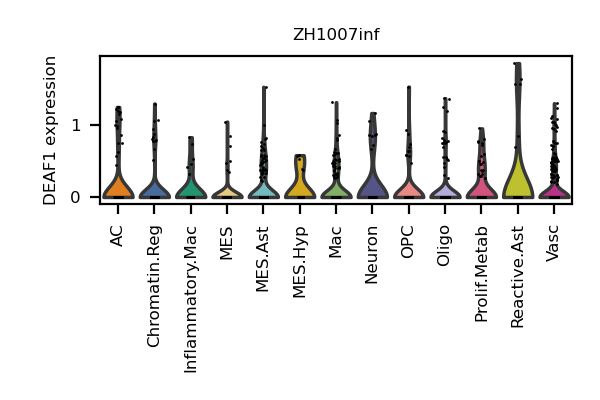 ZH1007inf
DEAF1 expression
1
0
AC
Chromatin.Reg
Inflammatory.Mac
MES
MES.Ast
MES.Hyp
Mac
Neuron
OPC
Oligo
Prolif.Metab
Reactive.Ast
Vasc